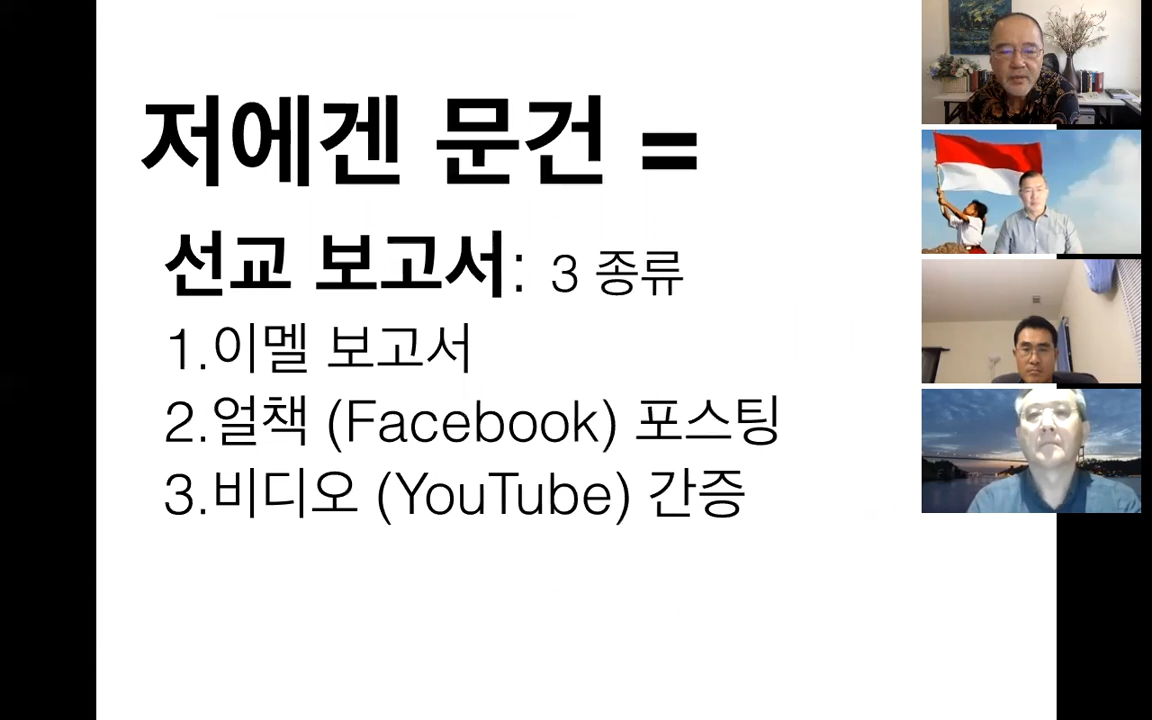 저에겐 문건 =
선교 보고서: 3 종류
1.이멜 보고서
2.얼책 (Facebook) 포스팅
3.비디오 (YouTube) 간증